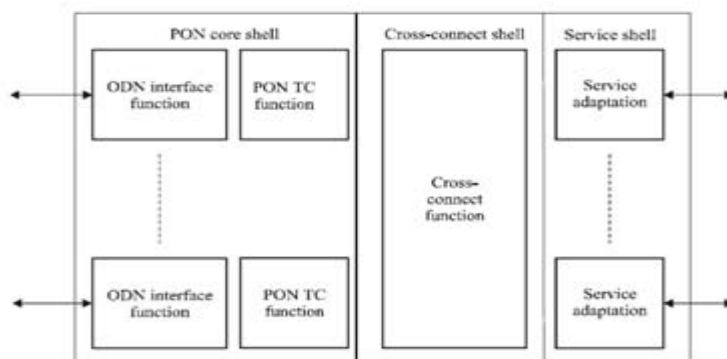 PON core shell
Cross-connect shell
Service shell
ODN interface
function
PON TC
function
Service
adaptation
Cross-
connect
function
ODN interface
function
PON TC
function
Service
adaptation